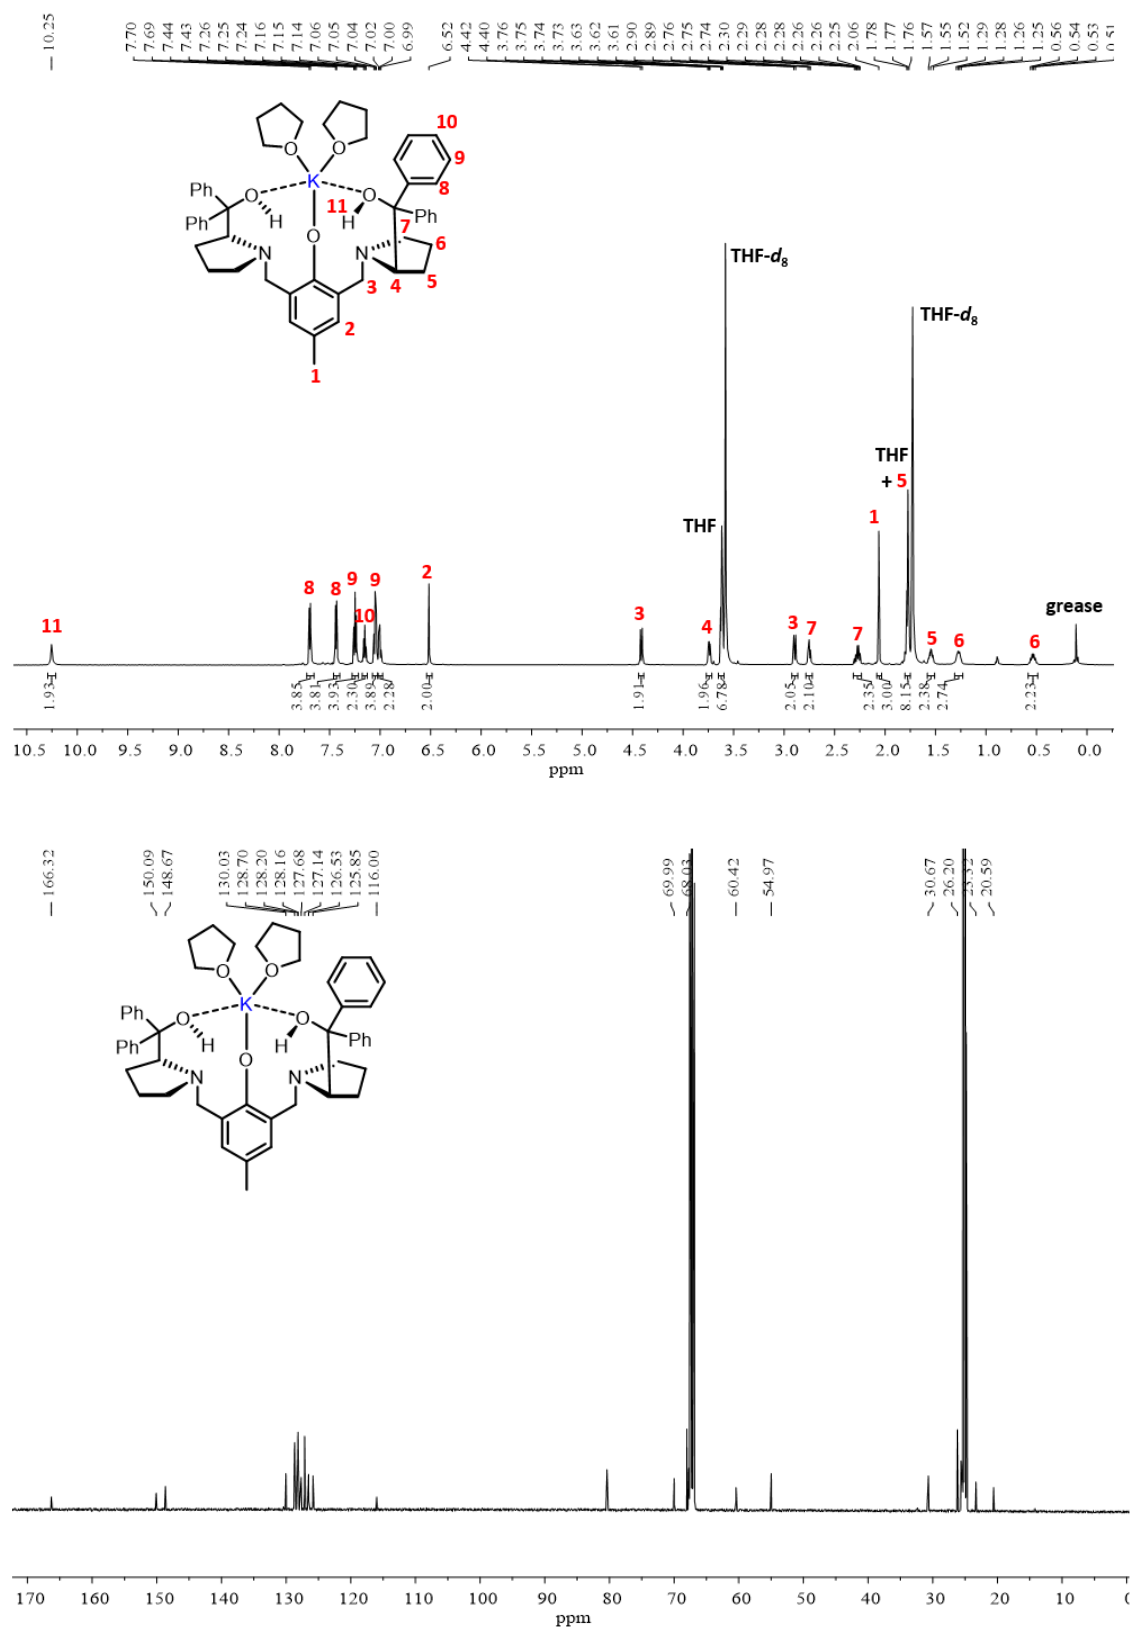 10.25 7.70 7.69 7.44 7.43 7.26 7.25 7.24 7.16 7.15 7.14 7.06 7.05 7.04 7.02 7.00 6.99 6.52 4.42 4.40 3.76 3.75 3.74 3.73 3.63 3.62 3.61 2.90 2.89 2.76 2.75 2.74 2.30 2.29 2.29 2.28 2.28 2.26 2.26 2.25 2.06 1.78 1.77 1.76 1.57 1.55 1.52 1.29 1.28 1.26 1.25 0.56 0.54 0.53 0.51
10
O O 9
K 8
Ph O O
11 Ph
Ph H H 7
O 6
N N
5
3 4
2
1
THF-d8
THF-d8
THF
+ 5
1
THF
8 8 9 9 2
10
11
3 4 3 7 7 5 6 6
grease
1.93 3.85 3.81 3.93 2.30 3.89 2.28 2.00 1.91 1.96 6.78 2.05 2.10 2.35 3.00 8.15 2.38 2.74 2.23
10.5 10.0 9.5 9.0 8.5 8.0 7.5 7.0 6.5 6.0 5.5 5.0 4.5 4.0 3.5 3.0 2.5 2.0 1.5 1.0 0.5 0.0
ppm
166.32 150.09 148.67 130.03 128.70 128.20 128.16 127.68 127.14 126.53 125.85 116.00 69.99 68.03 60.42 54.97 30.67 26.20 23.32 20.59
O O
K
Ph O O
Ph H H Ph
O
N N
170 160 150 140 130 120 110 100 90 80 70 60 50 40 30 20 10 0
ppm